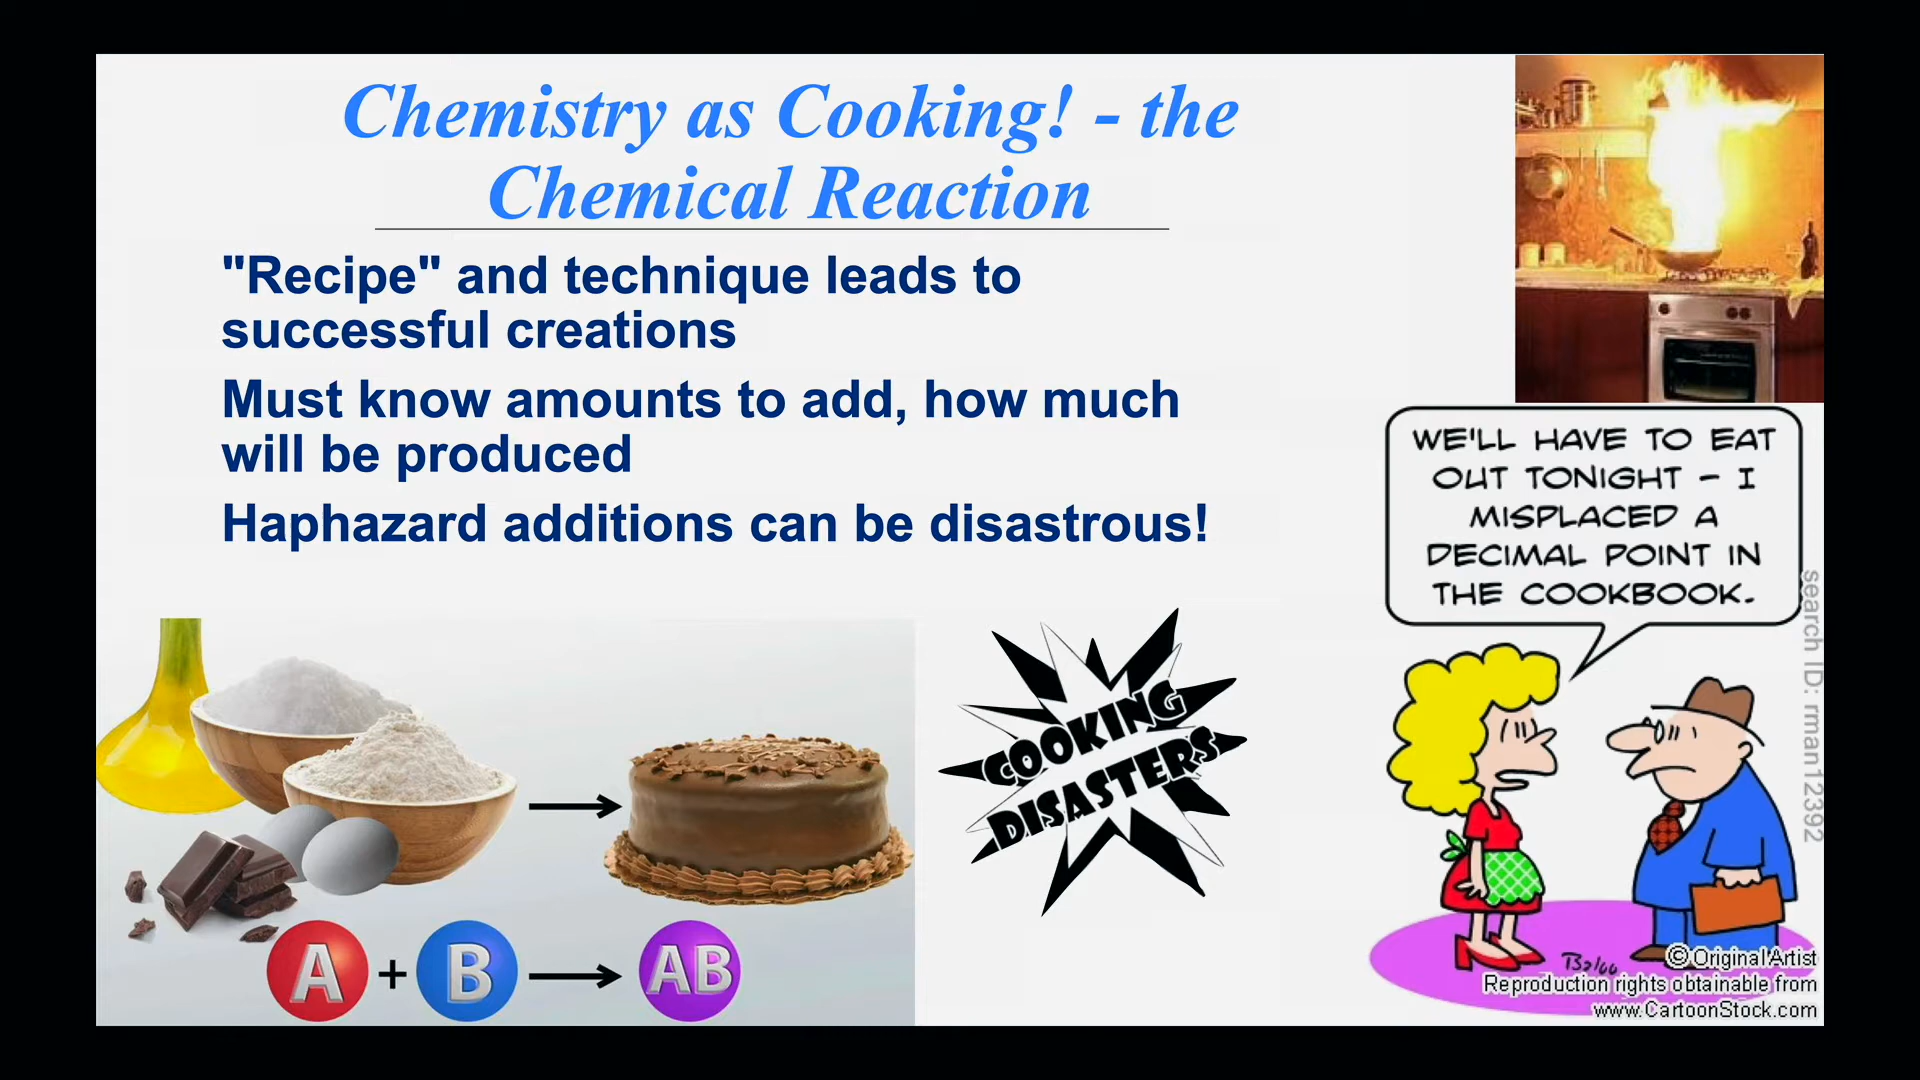 Chemistry as Cooking! - the
Chemical Reaction
"Recipe" and technique leads to
successful creations
Must know amounts to add, how much
will be produced
Haphazard additions can be disastrous!
WE'LL HAVE TO EAT
OUT TONIGHT - I
MISPLACED A
DECIMAL POINT IN
THE COOKBOOK.
search ID: rman12392
COOKING
DISASTERS
A + B → AB
© Original Artist
Reproduction rights obtainable from
www.CartoonStock.com